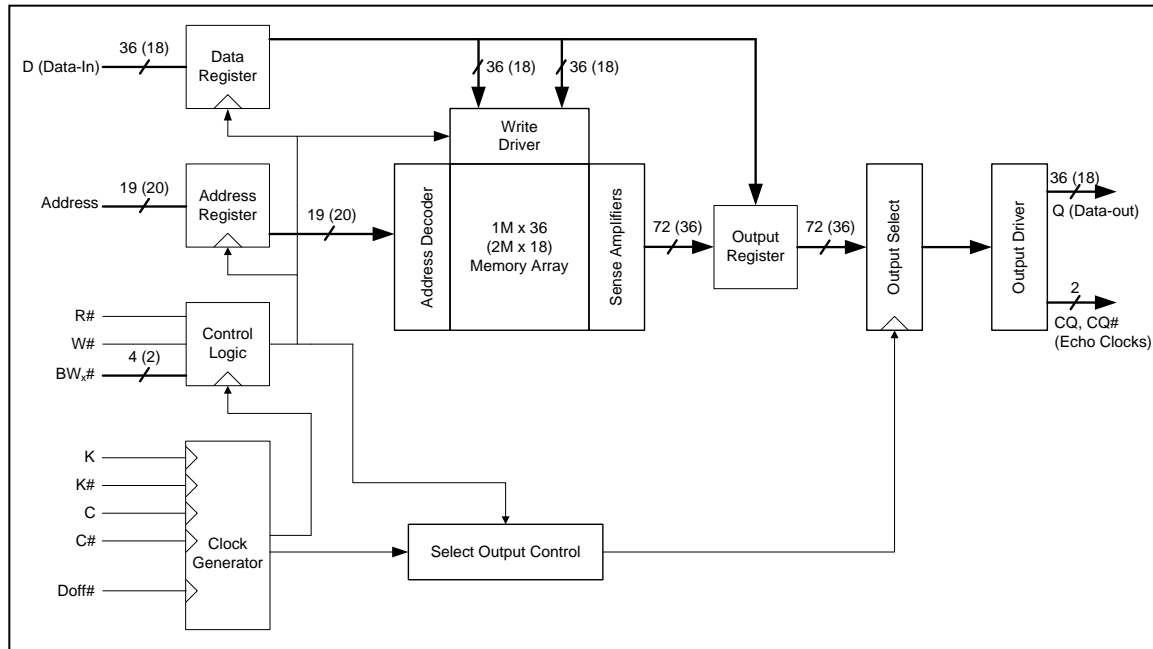 36 (18)
D (Data-In)
Data
Register
36 (18)
36 (18)
Write
Driver
19 (20)
Address
Address
Register
19 (20)
Address Decoder
1M x 36
(2M x 18)
Memory Array
Sense Amplifiers
72 (36)
Output
Register
72 (36)
Output Select
Output Driver
36 (18)
Q (Data-out)
2
CQ, CQ#
(Echo Clocks)
R#
W#
4 (2)
BWx#
Control
Logic
K
K#
C
C#
Doff#
Clock
Generator
Select Output Control